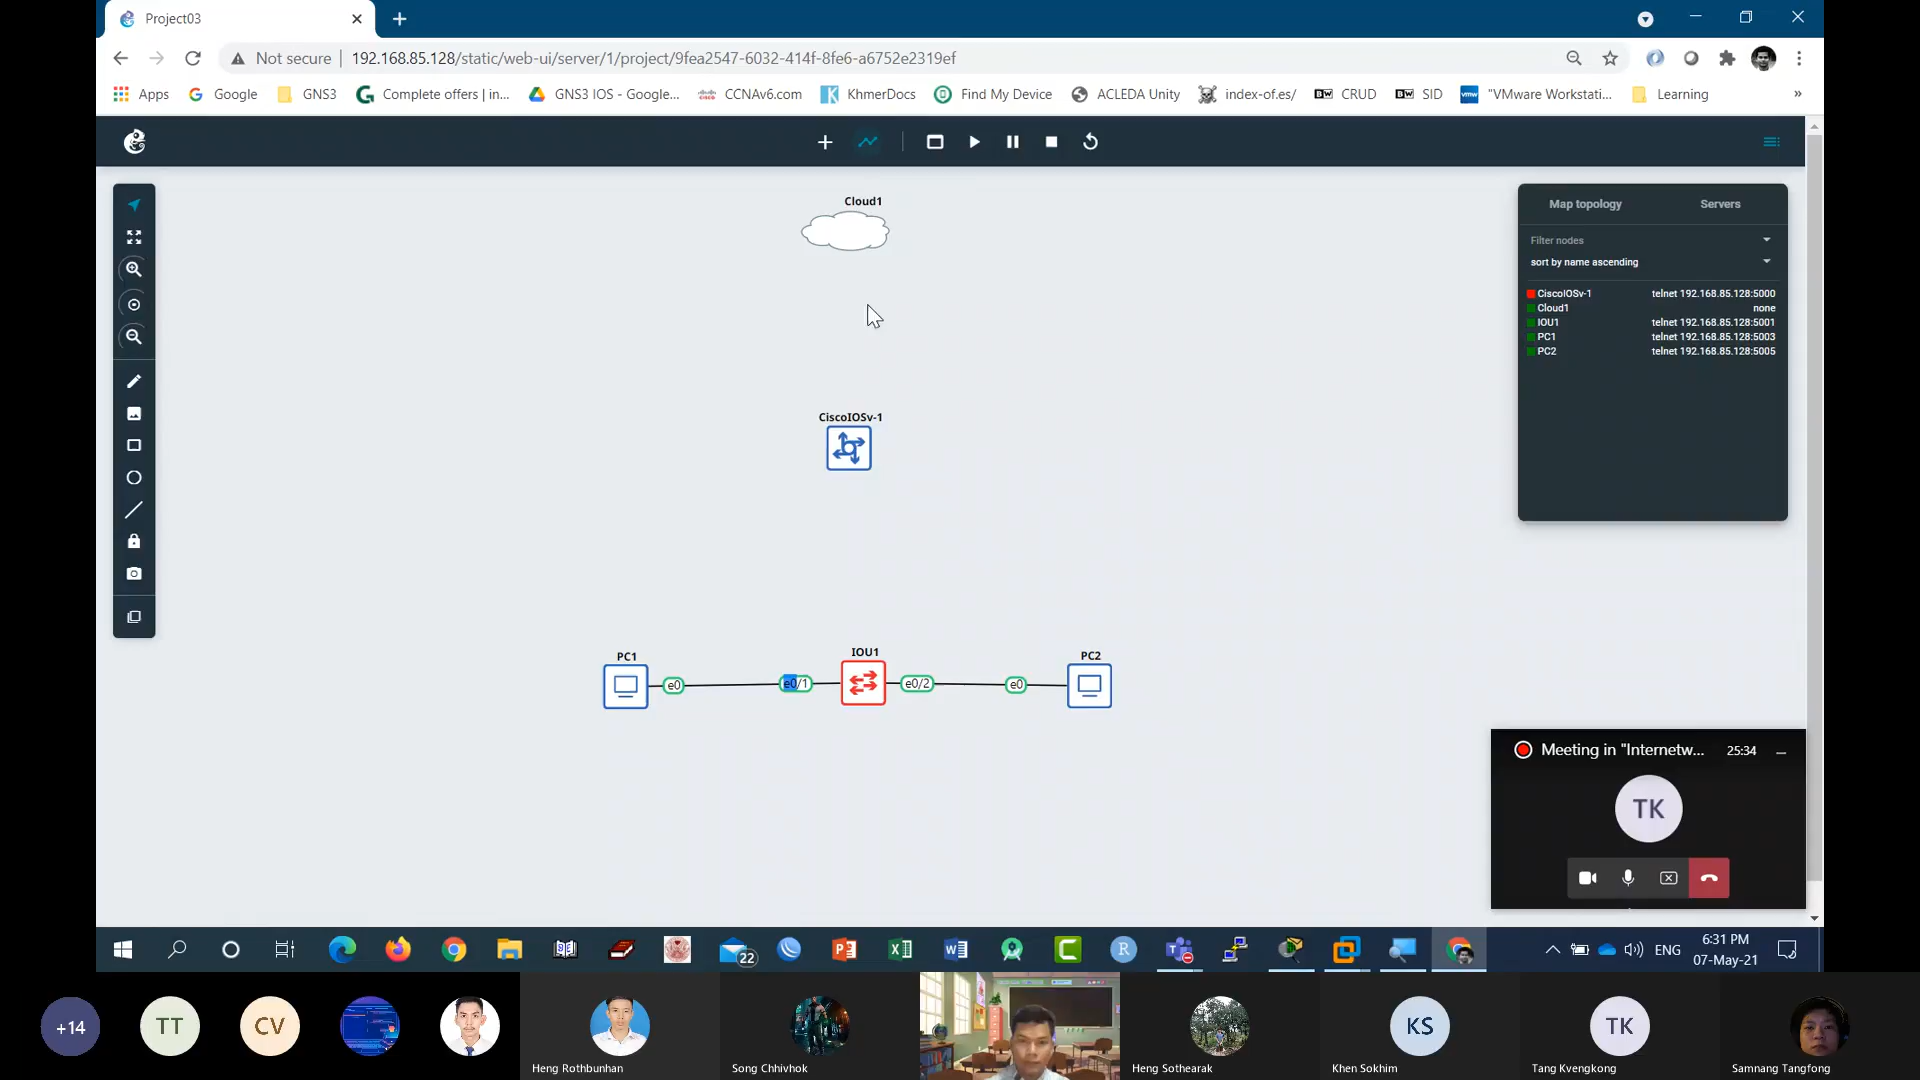 Project03
Not secure
192.168.85.128/static/web-ui/server/1/project/9fea2547-6032-414f-8fe6-a6752e2319ef
Apps
Google
GNS3
Complete offers | in...
GNS3 IOS - Google...
CCNAv6.com
KhmerDocs
Find My Device
ACLEDA Unity
index-of.es/
BW CRUD
BW SID
"VMware Workstati...
Learning
»
Cloud1
Map topology
Servers
Filter nodes
sort by name ascending
CiscoIOSv-1 telnet 192.168.85.128:5000
Cloud1 none
IOU1 telnet 192.168.85.128:5001
PC1 telnet 192.168.85.128:5003
PC2 telnet 192.168.85.128:5005
CiscoIOSv-1
PC1
IOU1
PC2
e0
e0/1
e0/2
e0
Meeting in "Internetw...
25:34
TK
22
ENG
6:31 PM
07-May-21
+14
TT
CV
KS
TK
Heng Rothbunhan
Song Chhivhok
Heng Sothearak
Khen Sokhim
Tang Kvengkong
Samnang Tangfong